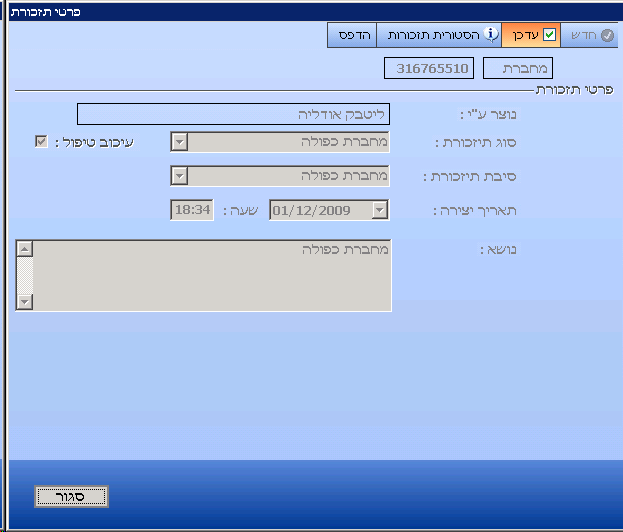 פרטי תזכורת
חדש עדכן הסטורית תזכורות הדפס
מחברת 316765510
פרטי תזכורת
נוצר ע"י : ליטבק אודליה
סוג תיזכורת : מחברת כפולה עיכוב טיפול :
סיבת תיזכורת : מחברת כפולה
תאריך יצירה : 01/12/2009 שעה : 18:34
נושא : מחברת כפולה
סגור